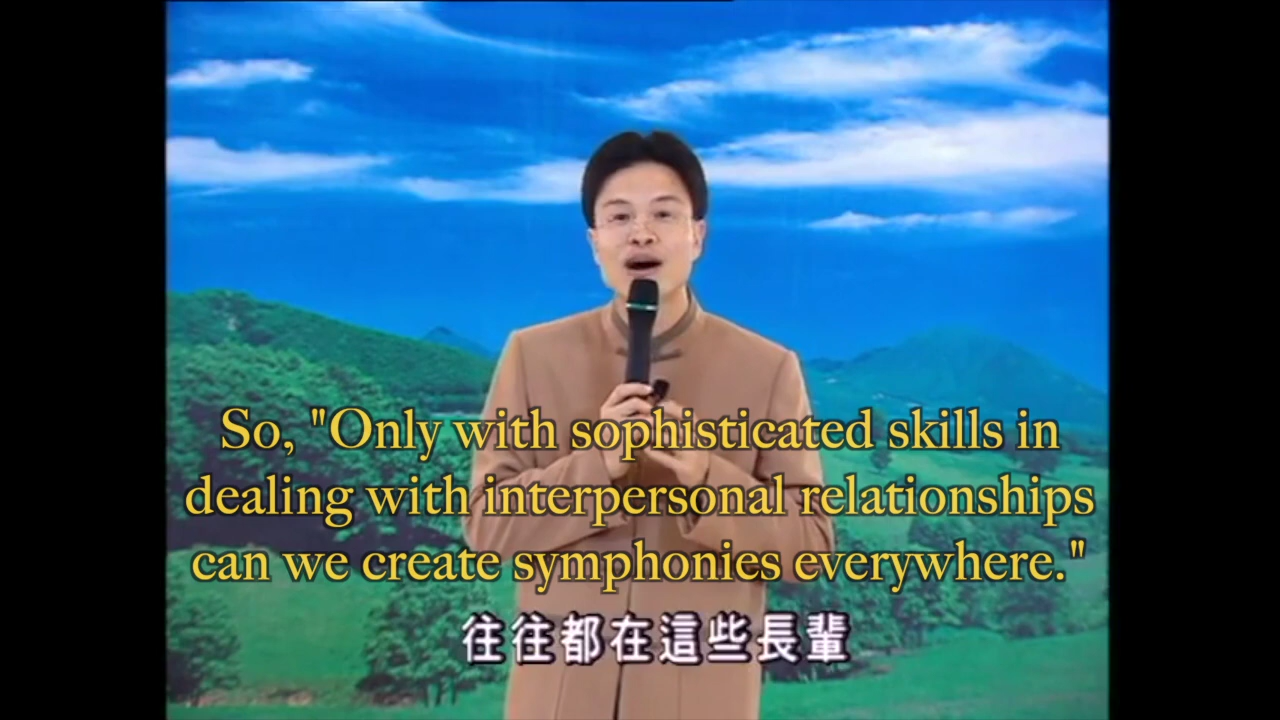 So, "Only with sophisticated skills in
dealing with interpersonal relationships
can we create symphonies everywhere."
往往都在這些長輩